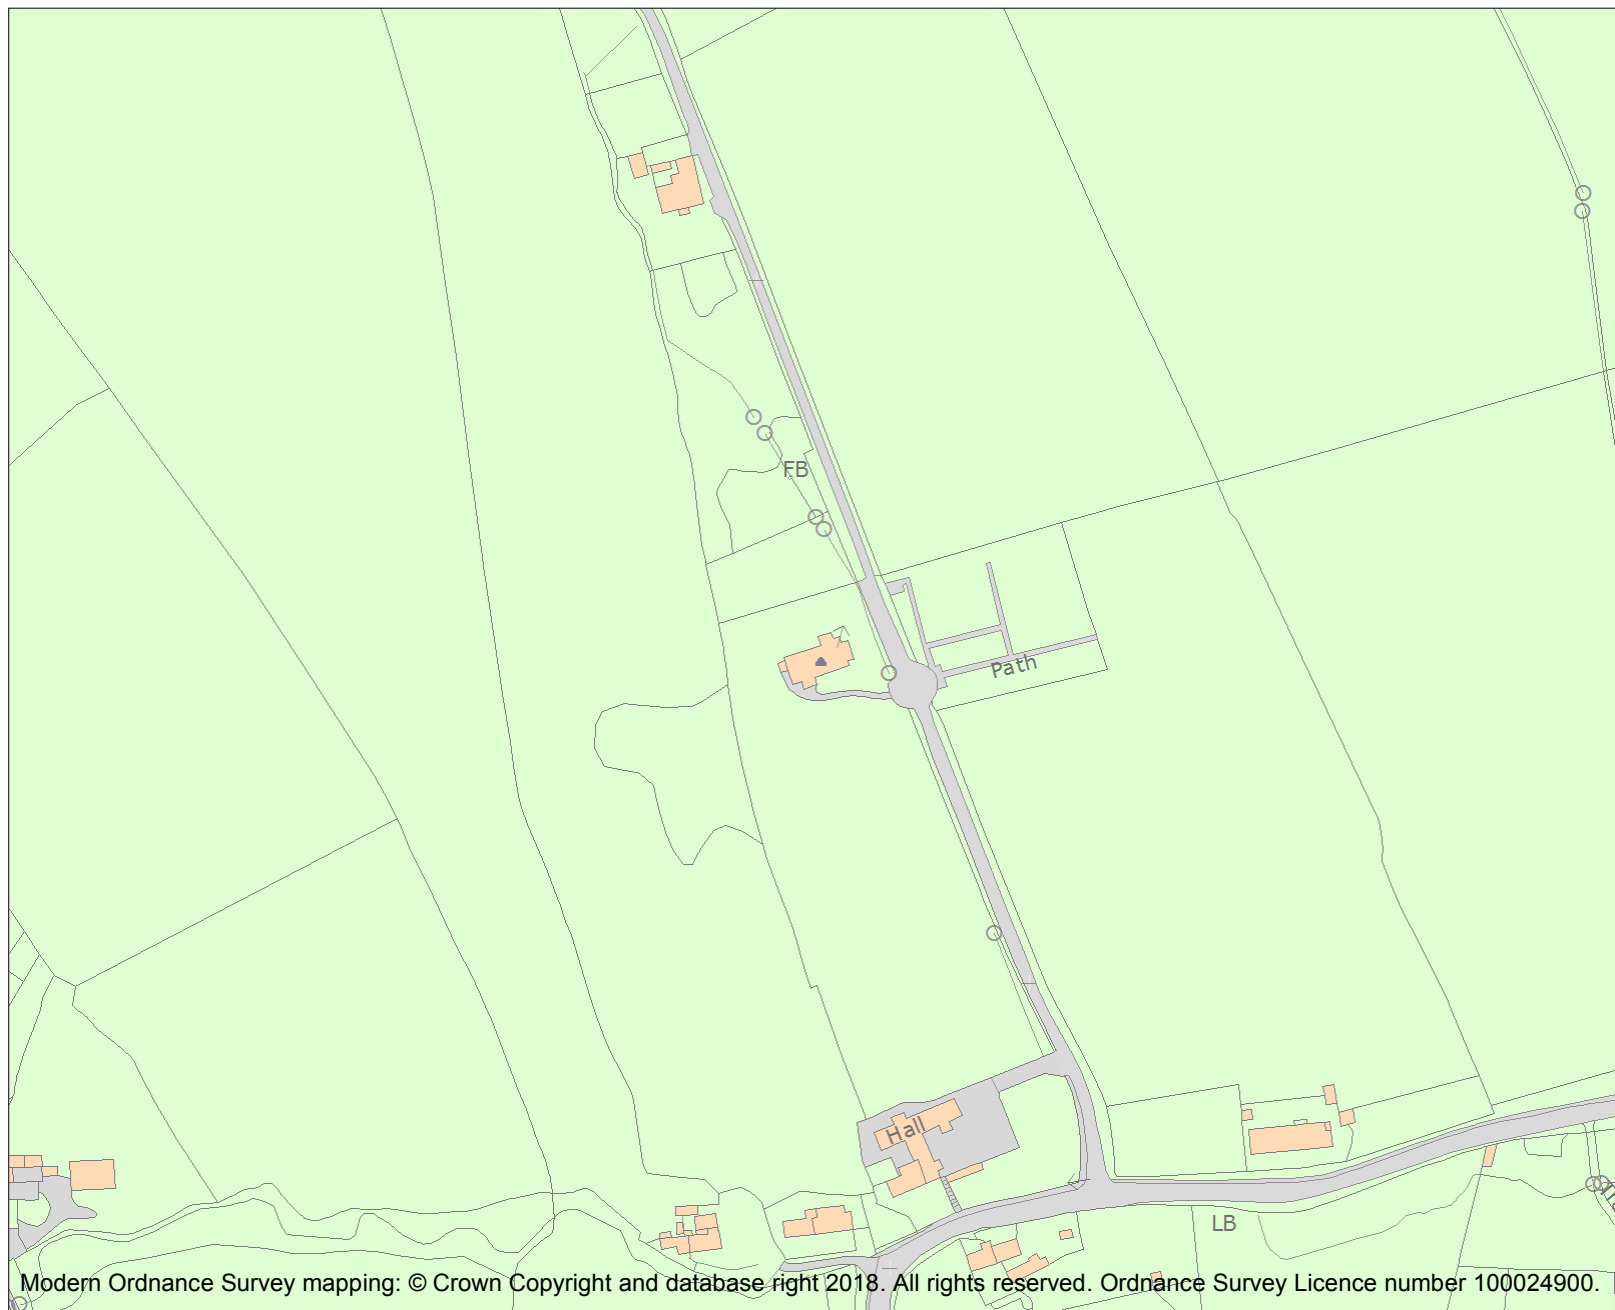 FB
Path
Hall
LB
Modern Ordnance Survey mapping: © Crown Copyright and database right 2018. All rights reserved. Ordnance Survey Licence number 100024900.